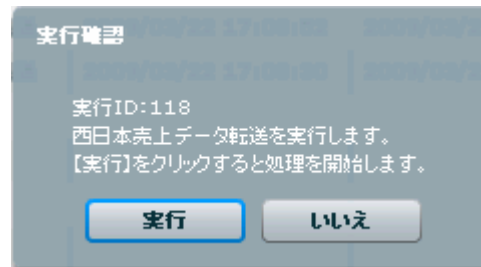 実行確認
実行ID:118
西日本売上データ転送を実行します。
【実行】をクリックすると処理を開始します。
実行
いいえ